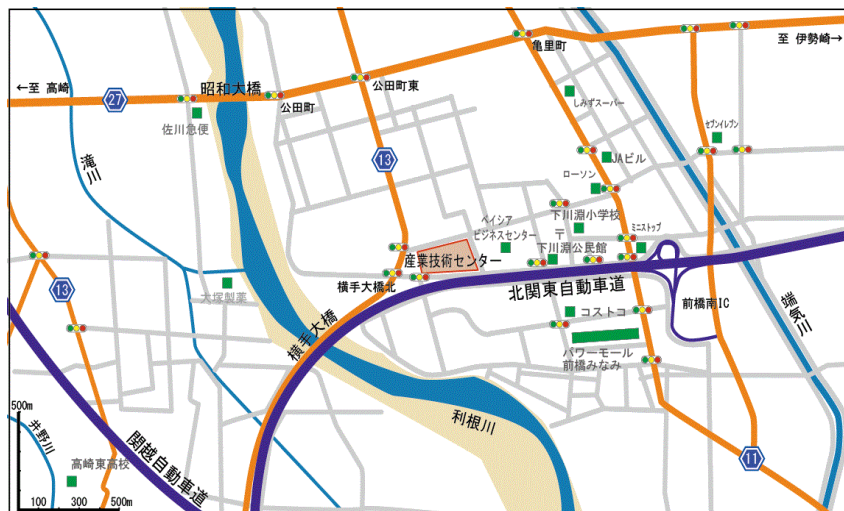 至 伊勢崎→
亀里町
←至 高崎
昭和大橋
公田町東
27
公田町
しみずスーパー
佐川急便
セブンイレブン
13
JAビル
滝川
ローソン
ベイシア
ビジネスセンター
下川淵小学校
〒
ミニストップ
下川淵公民館
産業技術センター
横手大橋北
北関東自動車道
13
大塚製薬
前橋南IC
端気川
コストコ
横手大橋
パワーモール
前橋みなみ
500m
利根川
井野川
関越自動車道
高崎東高校
11
100 300 500m